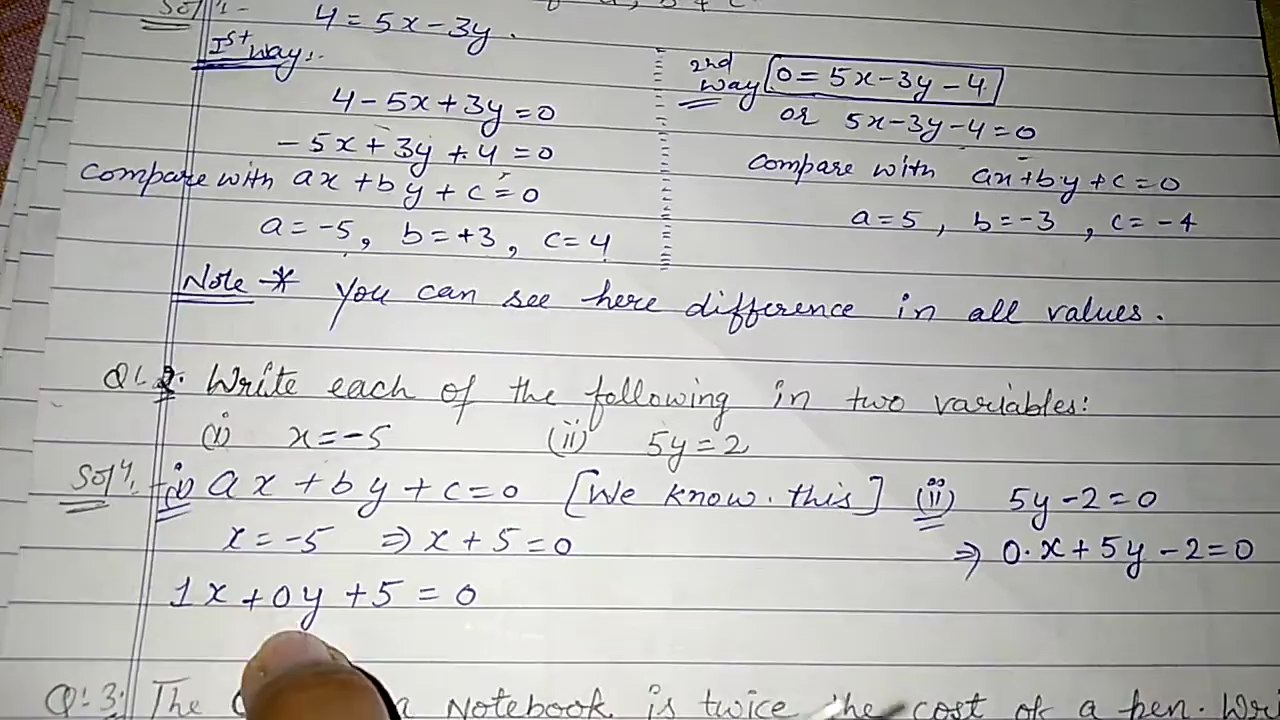 Solⁿ:-
4 = 5x - 3y.
Ist way:-
4 - 5x + 3y = 0
- 5x + 3y + 4 = 0
Compare with ax + by + c = 0
a = -5, b = +3, c = 4
2nd way 0 = 5x - 3y - 4
or 5x - 3y - 4 = 0
Compare with ax + by + c = 0
a = 5, b = -3, c = -4
Note * You can see here difference in all values.
Q:2: Write each of the following in two variables:
(i) x = -5 (ii) 5y = 2
Solⁿ. (i) ax + by + c = 0 [We know this]
x = -5 ⇒ x + 5 = 0
1x + 0y + 5 = 0
(ii) 5y - 2 = 0
⇒ 0·x + 5y - 2 = 0
Q:3: The a Notebook is twice the cost of a pen.